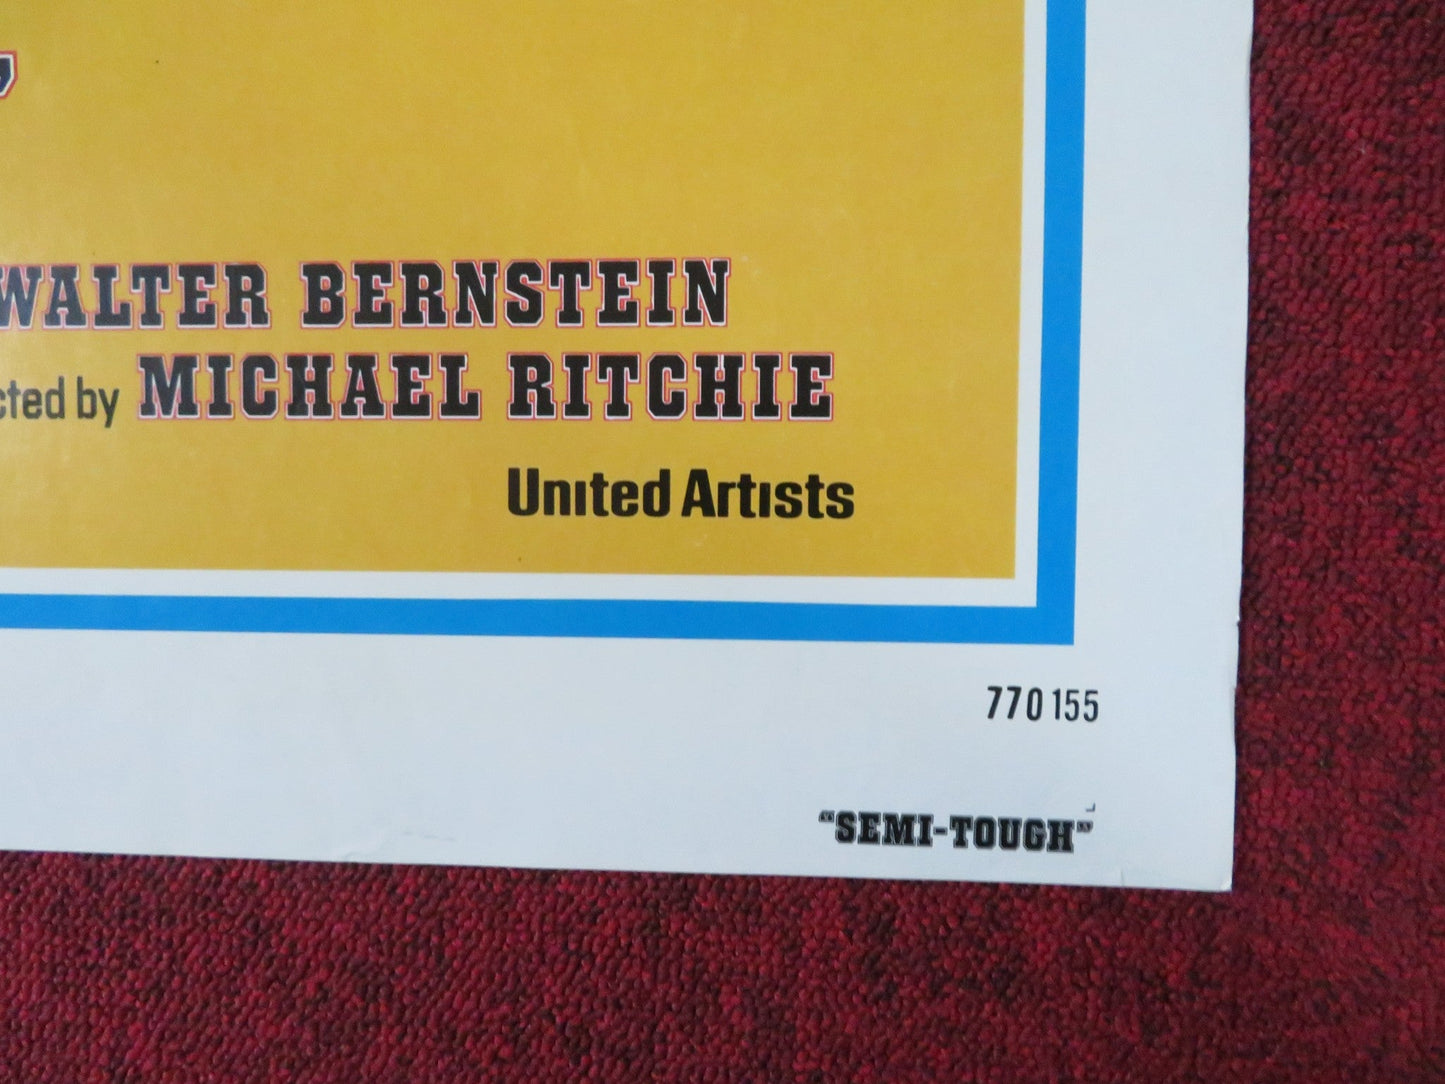 ”
WALTER BERNSTEIN
cted by MICHAEL RITCHIE
United Artists
770155
“SEMI-TOUGH”